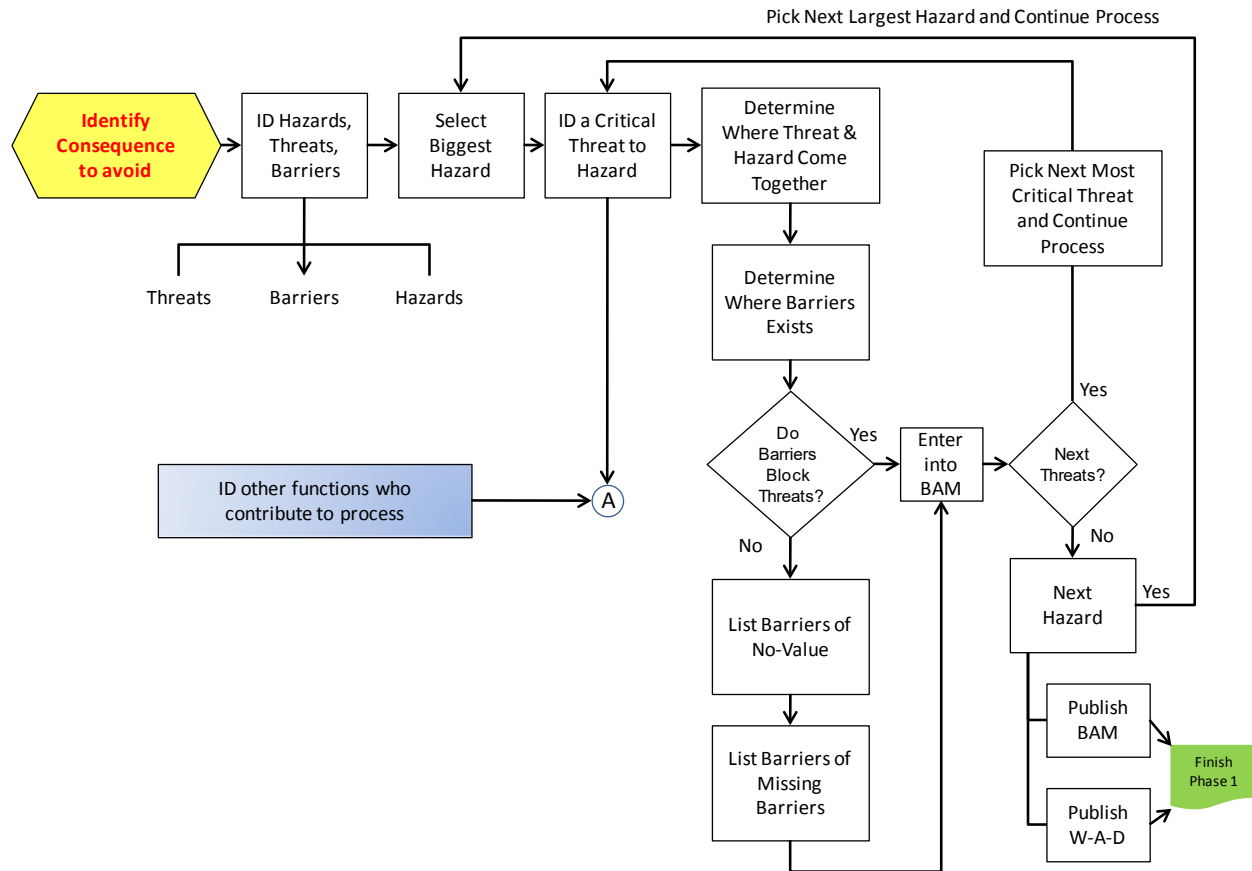 Pick Next Largest Hazard and Continue Process
Identify
Consequence
to avoid
ID Hazards,
Threats,
Barriers
Select
Biggest
Hazard
ID a Critical
Threat to
Hazard
Determine
Where Threat &
Hazard Come
Together
Pick Next Most
Critical Threat
and Continue
Process
Threats
Barriers
Hazards
Determine
Where Barriers
Exists
Do
Barriers
Block
Threats?
Yes
Enter
into
BAM
Next
Threats?
Yes
ID other functions who
contribute to process
A
No
No
List Barriers of
No-Value
Next
Hazard
Yes
List Barriers of
Missing
Barriers
Publish
BAM
Publish
W-A-D
Finish
Phase 1